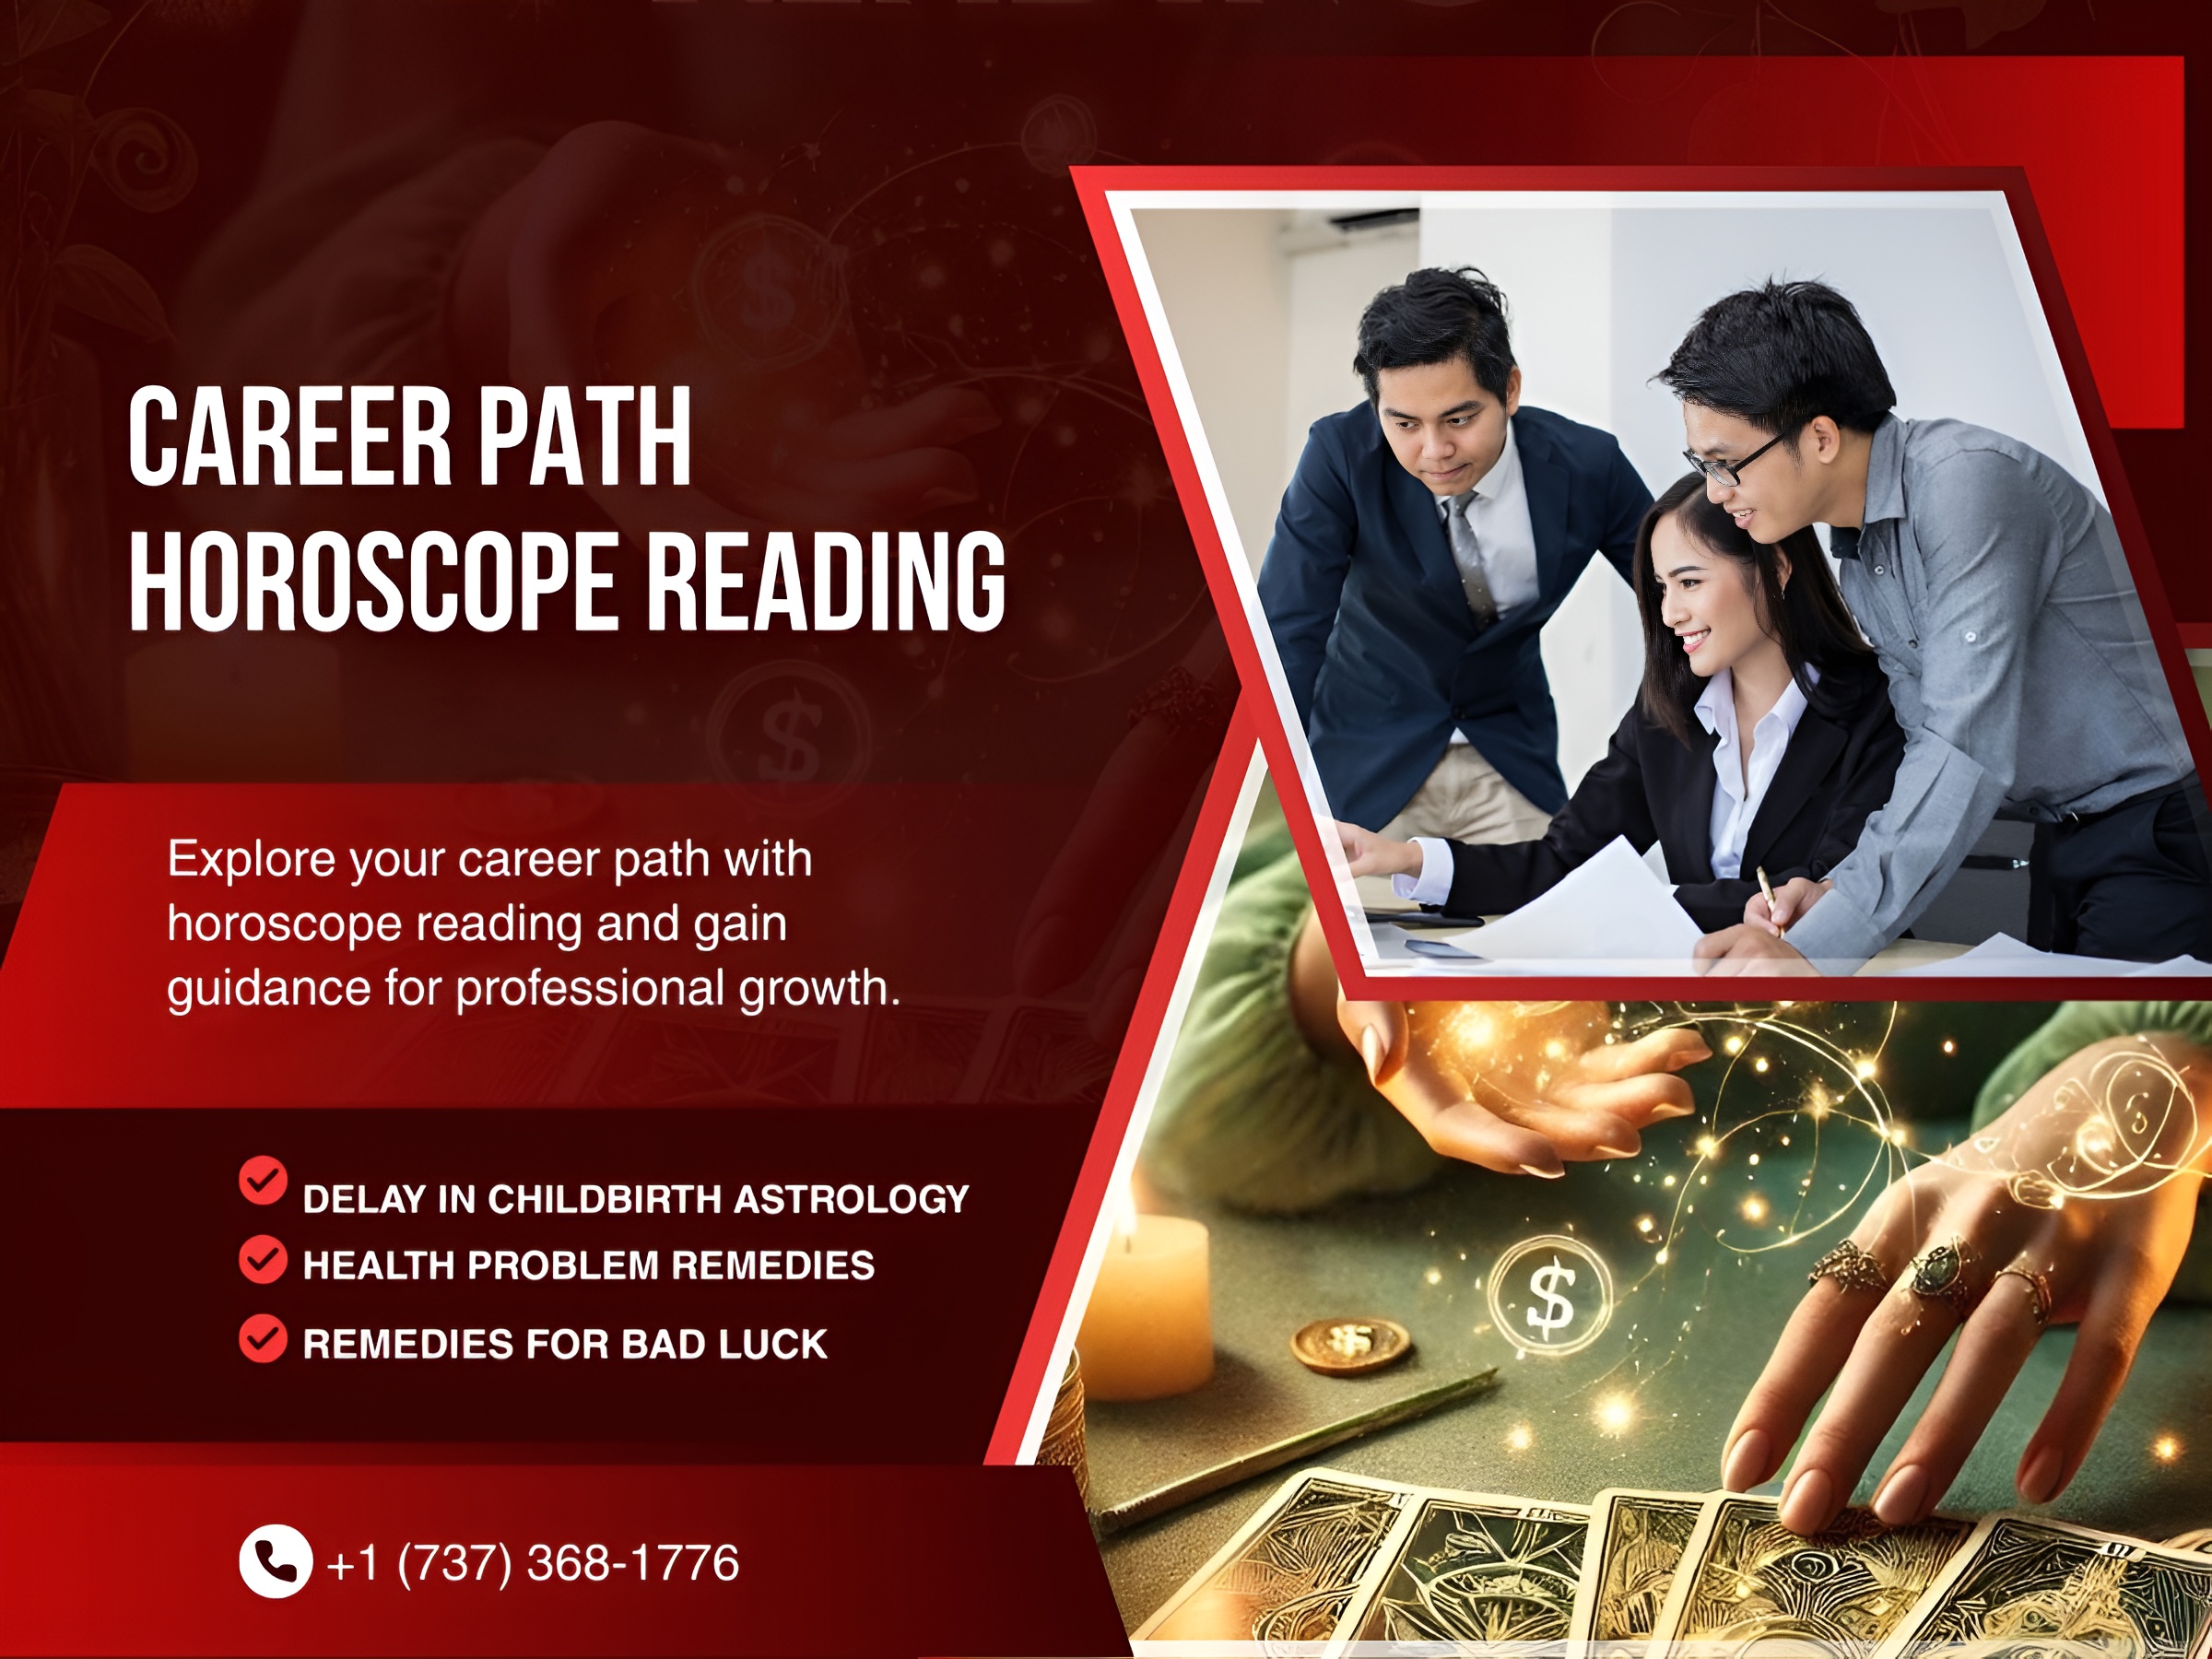 CAREER PATH
HOROSCOPE READING
Explore your career path with
horoscope reading and gain
guidance for professional growth.
DELAY IN CHILDBIRTH ASTROLOGY
HEALTH PROBLEM REMEDIES
REMEDIES FOR BAD LUCK
+1 (737) 368-1776
$